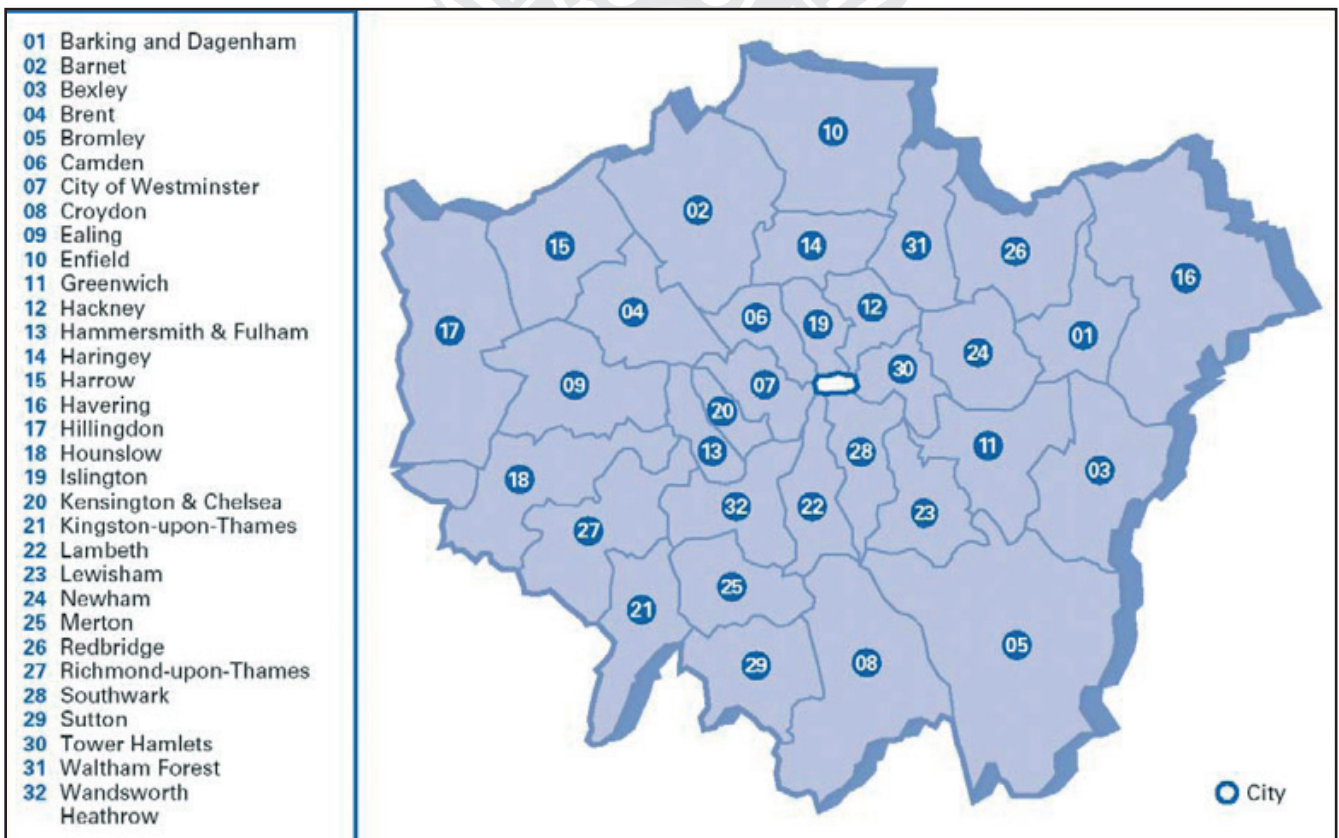 01 Barking and Dagenham
02 Barnet
03 Bexley
04 Brent
05 Bromley
06 Camden
07 City of Westminster
08 Croydon
09 Ealing
10 Enfield
11 Greenwich
12 Hackney
13 Hammersmith & Fulham
14 Haringey
15 Harrow
16 Havering
17 Hillingdon
18 Hounslow
19 Islington
20 Kensington & Chelsea
21 Kingston-upon-Thames
22 Lambeth
23 Lewisham
24 Newham
25 Merton
26 Redbridge
27 Richmond-upon-Thames
28 Southwark
29 Sutton
30 Tower Hamlets
31 Waltham Forest
32 Wandsworth
Heathrow
10
02
15
14
31
26
16
17
04
06
19
12
24
01
09
20
07
30
13
28
11
03
18
27
32
22
23
21
25
29
08
05
City